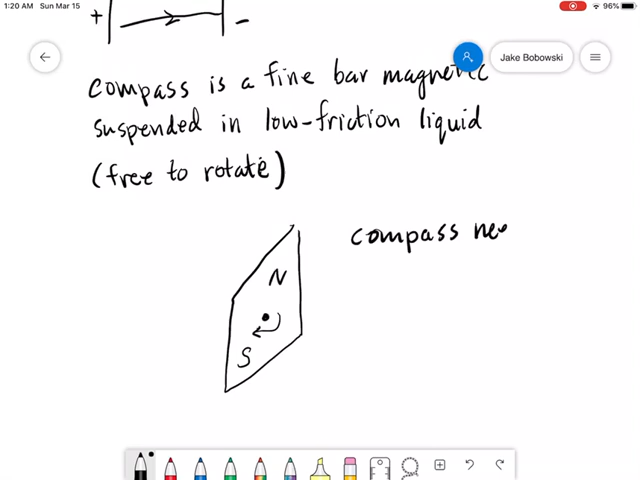 1:20 AM Sun Mar 15
96%
+ -
Jake Bobowski
compass is a fine bar magnetic
suspended in low-friction liquid
(free to rotate)
compass nee
N
S